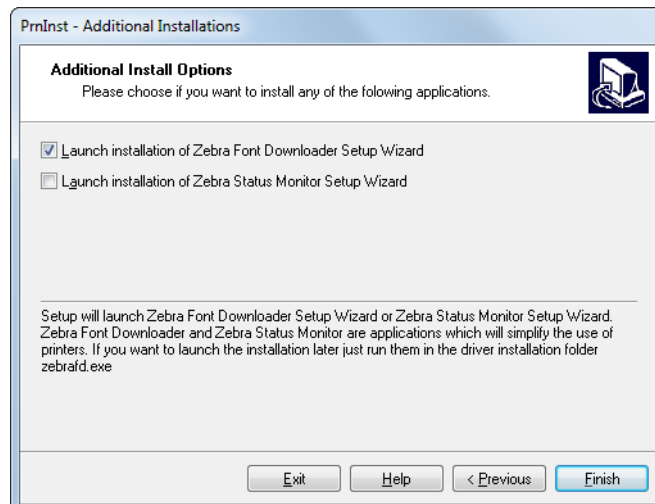 PrnInst - Additional Installations
Additional Install Options
Please choose if you want to install any of the folowing applications.
Launch installation of Zebra Font Downloader Setup Wizard
Launch installation of Zebra Status Monitor Setup Wizard
Setup will launch Zebra Font Downloader Setup Wizard or Zebra Status Monitor Setup Wizard.
Zebra Font Downloader and Zebra Status Monitor are applications which will simplify the use of
printers. If you want to launch the installation later just run them in the driver installation folder
zebrafd.exe
Exit Help < Previous Finish